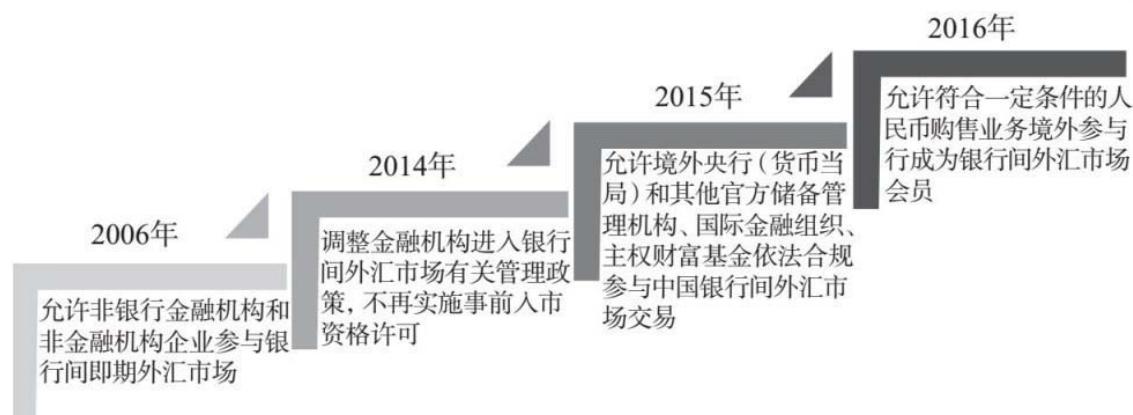 2006年
允许非银行金融机构和
非金融机构企业参与银
行间即期外汇市场
2014年
调整金融机构进入银行
间外汇市场有关管理政
策，不再实施事前入市
资格许可
2015年
允许境外央行（货币当
局）和其他官方储备管
理机构、国际金融组织、
主权财富基金依法合规
参与中国银行间外汇市
场交易
2016年
允许符合一定条件的人
民币购售业务境外参与
行成为银行间外汇市场
会员